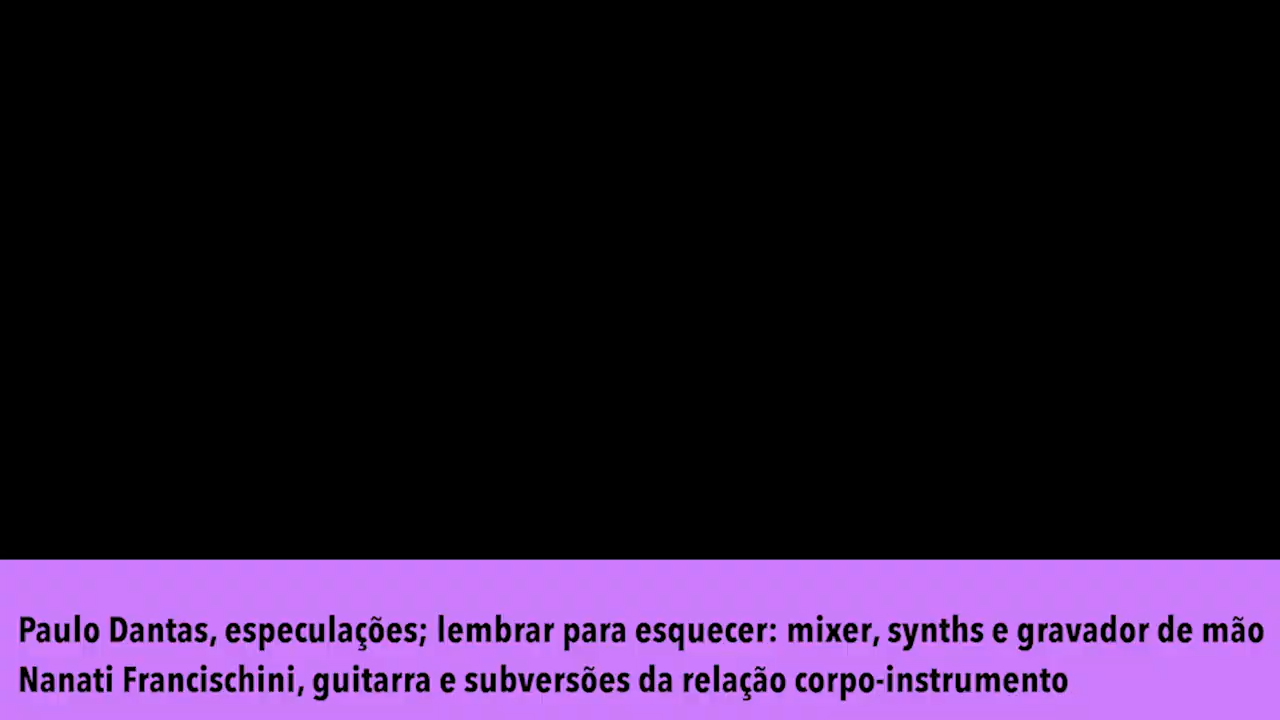 Paulo Dantas, especulações; lembrar para esquecer: mixer, synths e gravador de mão
Nanati Francischini, guitarra e subversões da relação corpo-instrumento